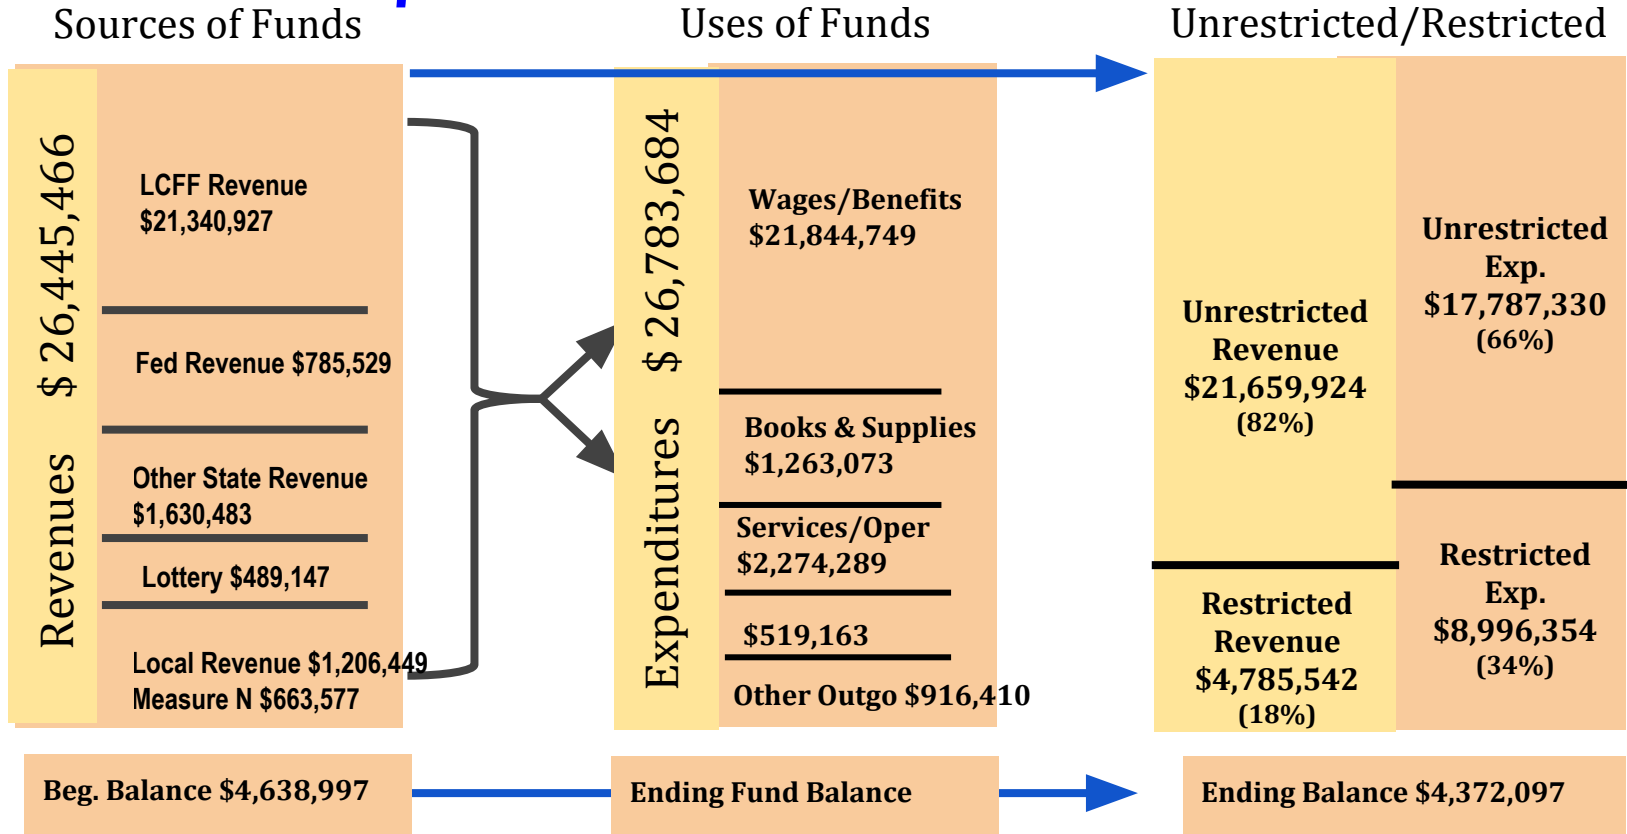 Sources of Funds
Revenues $ 26,445,466
LCFF Revenue
$21,340,927
Fed Revenue $785,529
Other State Revenue
$1,630,483
Lottery $489,147
Local Revenue $1,206,449
Measure N $663,577
Beg. Balance $4,638,997
Uses of Funds
Expenditures $ 26,783,684
Wages/Benefits
$21,844,749
Books & Supplies
$1,263,073
Services/Oper
$2,274,289
$519,163
Other Outgo $916,410
Ending Fund Balance
Unrestricted/Restricted
Unrestricted
Revenue
$21,659,924
(82%)
Restricted
Revenue
$4,785,542
(18%)
Unrestricted
Exp.
$17,787,330
(66%)
Restricted
Exp.
$8,996,354
(34%)
Ending Balance $4,372,097